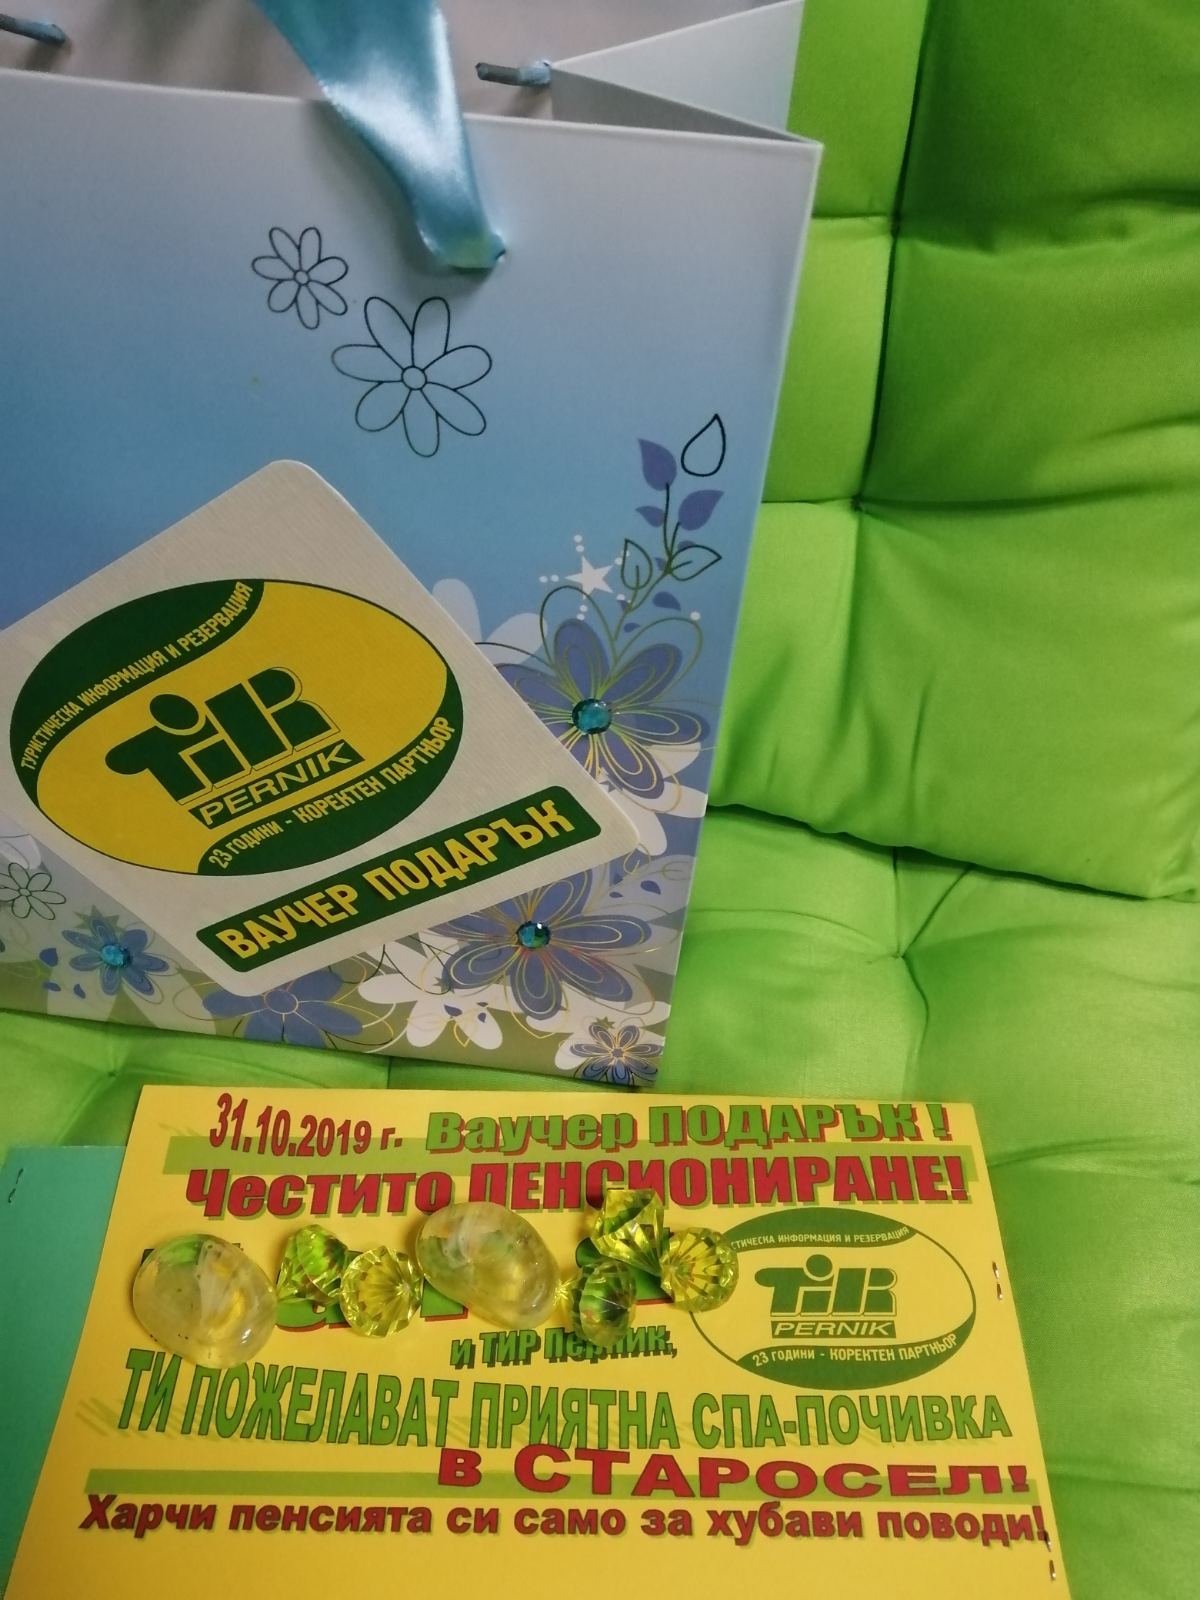 ТУРИСТИЧЕСКА ИНФОРМАЦИЯ И РЕЗЕРВАЦИЯ
TiR
PERNIK
23 ГОДИНИ - КОРЕКТЕН ПАРТНЬОР
ВАУЧЕР ПОДАРЪК
31.10.2019 г. Ваучер ПОДАРЪК !
Честито ПЕНСИОНИРАНЕ!
ИНФОРМАЦИЯ И РЕЗЕРВАЦИЯ
TiR
PERNIK
23 ГОДИНИ - КОРЕКТЕН ПАРТНЬОР
и ТИР Перник,
ТИ ПОЖЕЛАВАТ ПРИЯТНА СПА-ПОЧИВКА
в СТАРОСЕЛ!
Харчи пенсията си само за хубави поводи!